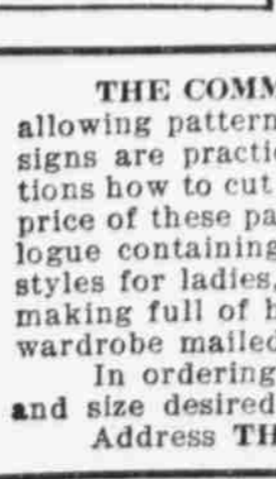 THE COMM
allowing pattern
signs are practi
tions how to cut
price of these pa
logue containing
styles for ladies,
making full of h
wardrobe mailed
In ordering
and size desired
Address TH